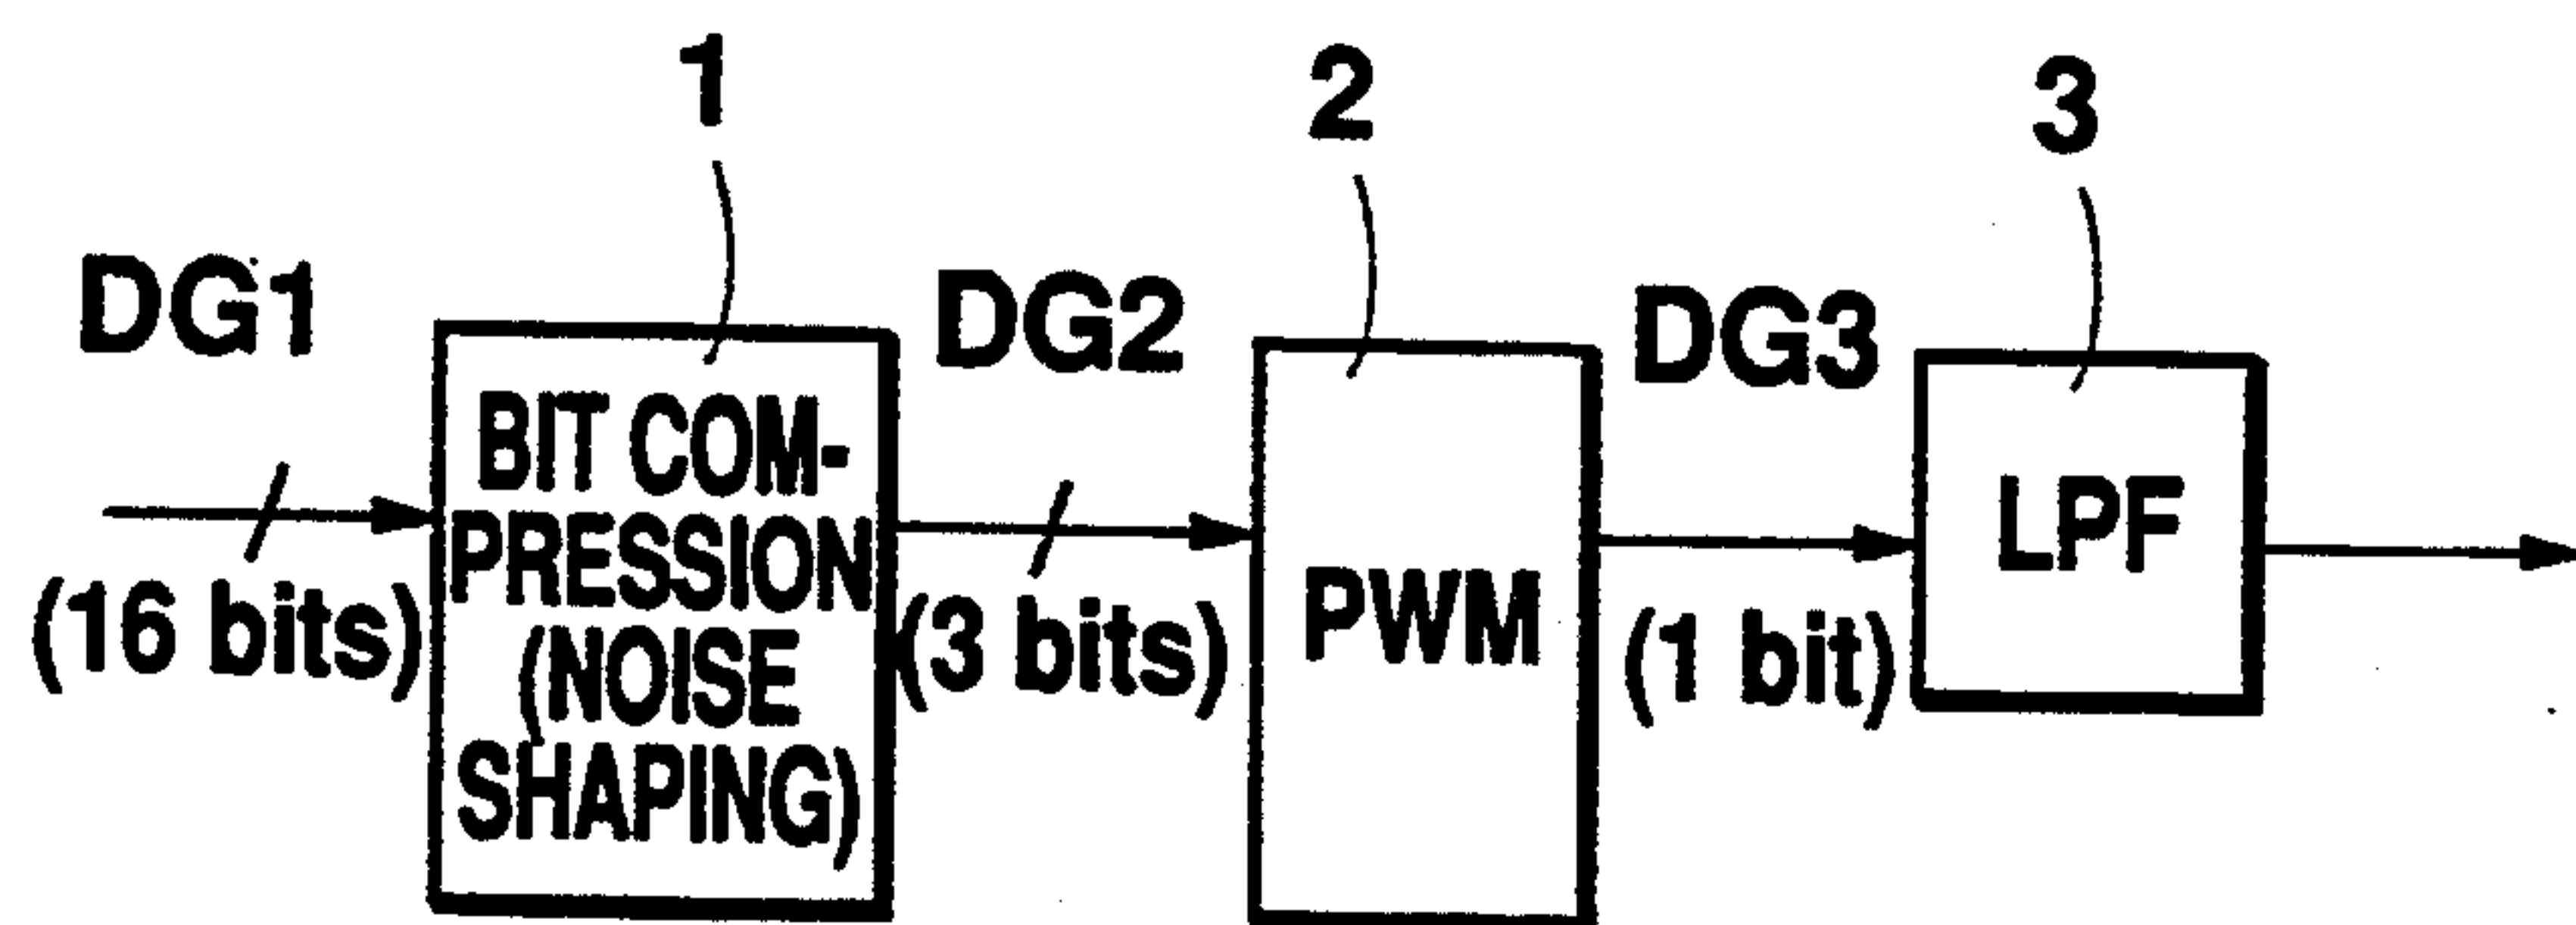 1
2
3
DG1
DG2
DG3
(16 bits)
BIT COM-
PRESSION
(NOISE
SHAPING)
(3 bits)
PWM
(1 bit)
LPF